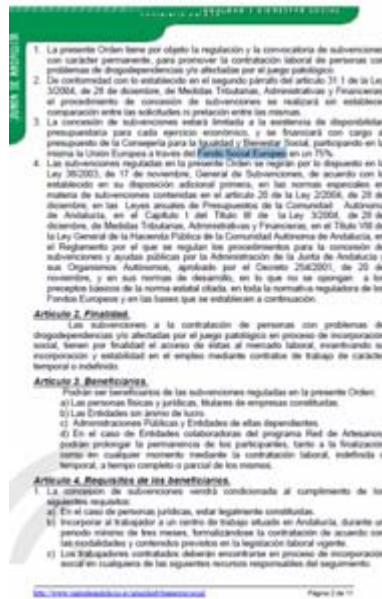 IGUALDAD Y BIENESTAR SOCIAL
JUNTA DE ANDALUCIA
1. La presente Orden tiene por objeto la regulación y la convocatoria de subvenciones
con carácter permanente, para promover la contratación laboral de personas con
problemas de drogodependencias y/o afectadas por el juego patológico.
2. De conformidad con lo establecido en el segundo párrafo del artículo 31.1 de la Ley
3/2004, de 28 de diciembre, de Medidas Tributarias, Administrativas y Financieras,
el procedimiento de concesión de subvenciones se realizará sin establecer
comparación entre las solicitudes ni prelación entre las mismas.
3. La concesión de subvenciones estará limitada a la existencia de disponibilidad
presupuestaria para cada ejercicio económico, y se financiará con cargo al
presupuesto de la Consejería para la Igualdad y Bienestar Social, participando en la
misma la Unión Europea a través del Fondo Social Europeo en un 75%.
4. Las subvenciones reguladas en la presente Orden se regirán por lo dispuesto en la
Ley 38/2003, de 17 de noviembre, General de Subvenciones, de acuerdo con lo
establecido en su disposición adicional primera, en las normas especiales en
materia de subvenciones contenidas en el artículo 20 de la Ley 2/2004, de 28 de
diciembre, en las Leyes anuales de Presupuestos de la Comunidad Autónoma
de Andalucía, en el Capítulo I del Título III de la Ley 3/2004, de 28 de
diciembre, de Medidas Tributarias, Administrativas y Financieras, en el Título VIII de
la Ley General de la Hacienda Pública de la Comunidad Autónoma de Andalucía, en
el Reglamento por el que se regulan los procedimientos para la concesión de
subvenciones y ayudas públicas por la Administración de la Junta de Andalucía y
sus Organismos Autónomos, aprobado por el Decreto 254/2001, de 20 de
noviembre, y en sus normas de desarrollo, en lo que no se opongan a los
preceptos básicos de la norma estatal citada, en toda la normativa reguladora de los
Fondos Europeos y en las bases que se establecen a continuación.
Artículo 2. Finalidad.
Las subvenciones a la contratación de personas con problemas de
drogodependencias y/o afectadas por el juego patológico en proceso de incorporación
social, tienen por finalidad el acceso de éstas al mercado laboral, incentivando su
incorporación y estabilidad en el empleo mediante contratos de trabajo de carácter
temporal o indefinido.
Artículo 3. Beneficiarios.
Podrán ser beneficiarios de las subvenciones reguladas en la presente Orden:
a) Las personas físicas y jurídicas, titulares de empresas constituidas.
b) Las Entidades sin ánimo de lucro.
c) Administraciones Públicas y Entidades de ellas dependientes.
d) En el caso de Entidades colaboradoras del programa Red de Artesanos,
podrán prolongar la permanencia de los participantes, tanto a la finalización
como en cualquier momento mediante la contratación laboral, indefinida o
temporal, a tiempo completo o parcial de los mismos.
Artículo 4. Requisitos de los beneficiarios.
1. La concesión de subvenciones vendrá condicionada al cumplimiento de los
siguientes requisitos:
a) En el caso de personas jurídicas, estar legalmente constituidas.
b) Incorporar al trabajador a un centro de trabajo situado en Andalucía, durante un
periodo mínimo de tres meses, formalizándose la contratación de acuerdo con
las modalidades y contenidos previstos en la legislación laboral vigente.
c) Los trabajadores contratados deberán encontrarse en proceso de incorporación
social en cualquiera de las siguientes recursos responsables del seguimiento:
Página 2 de 11